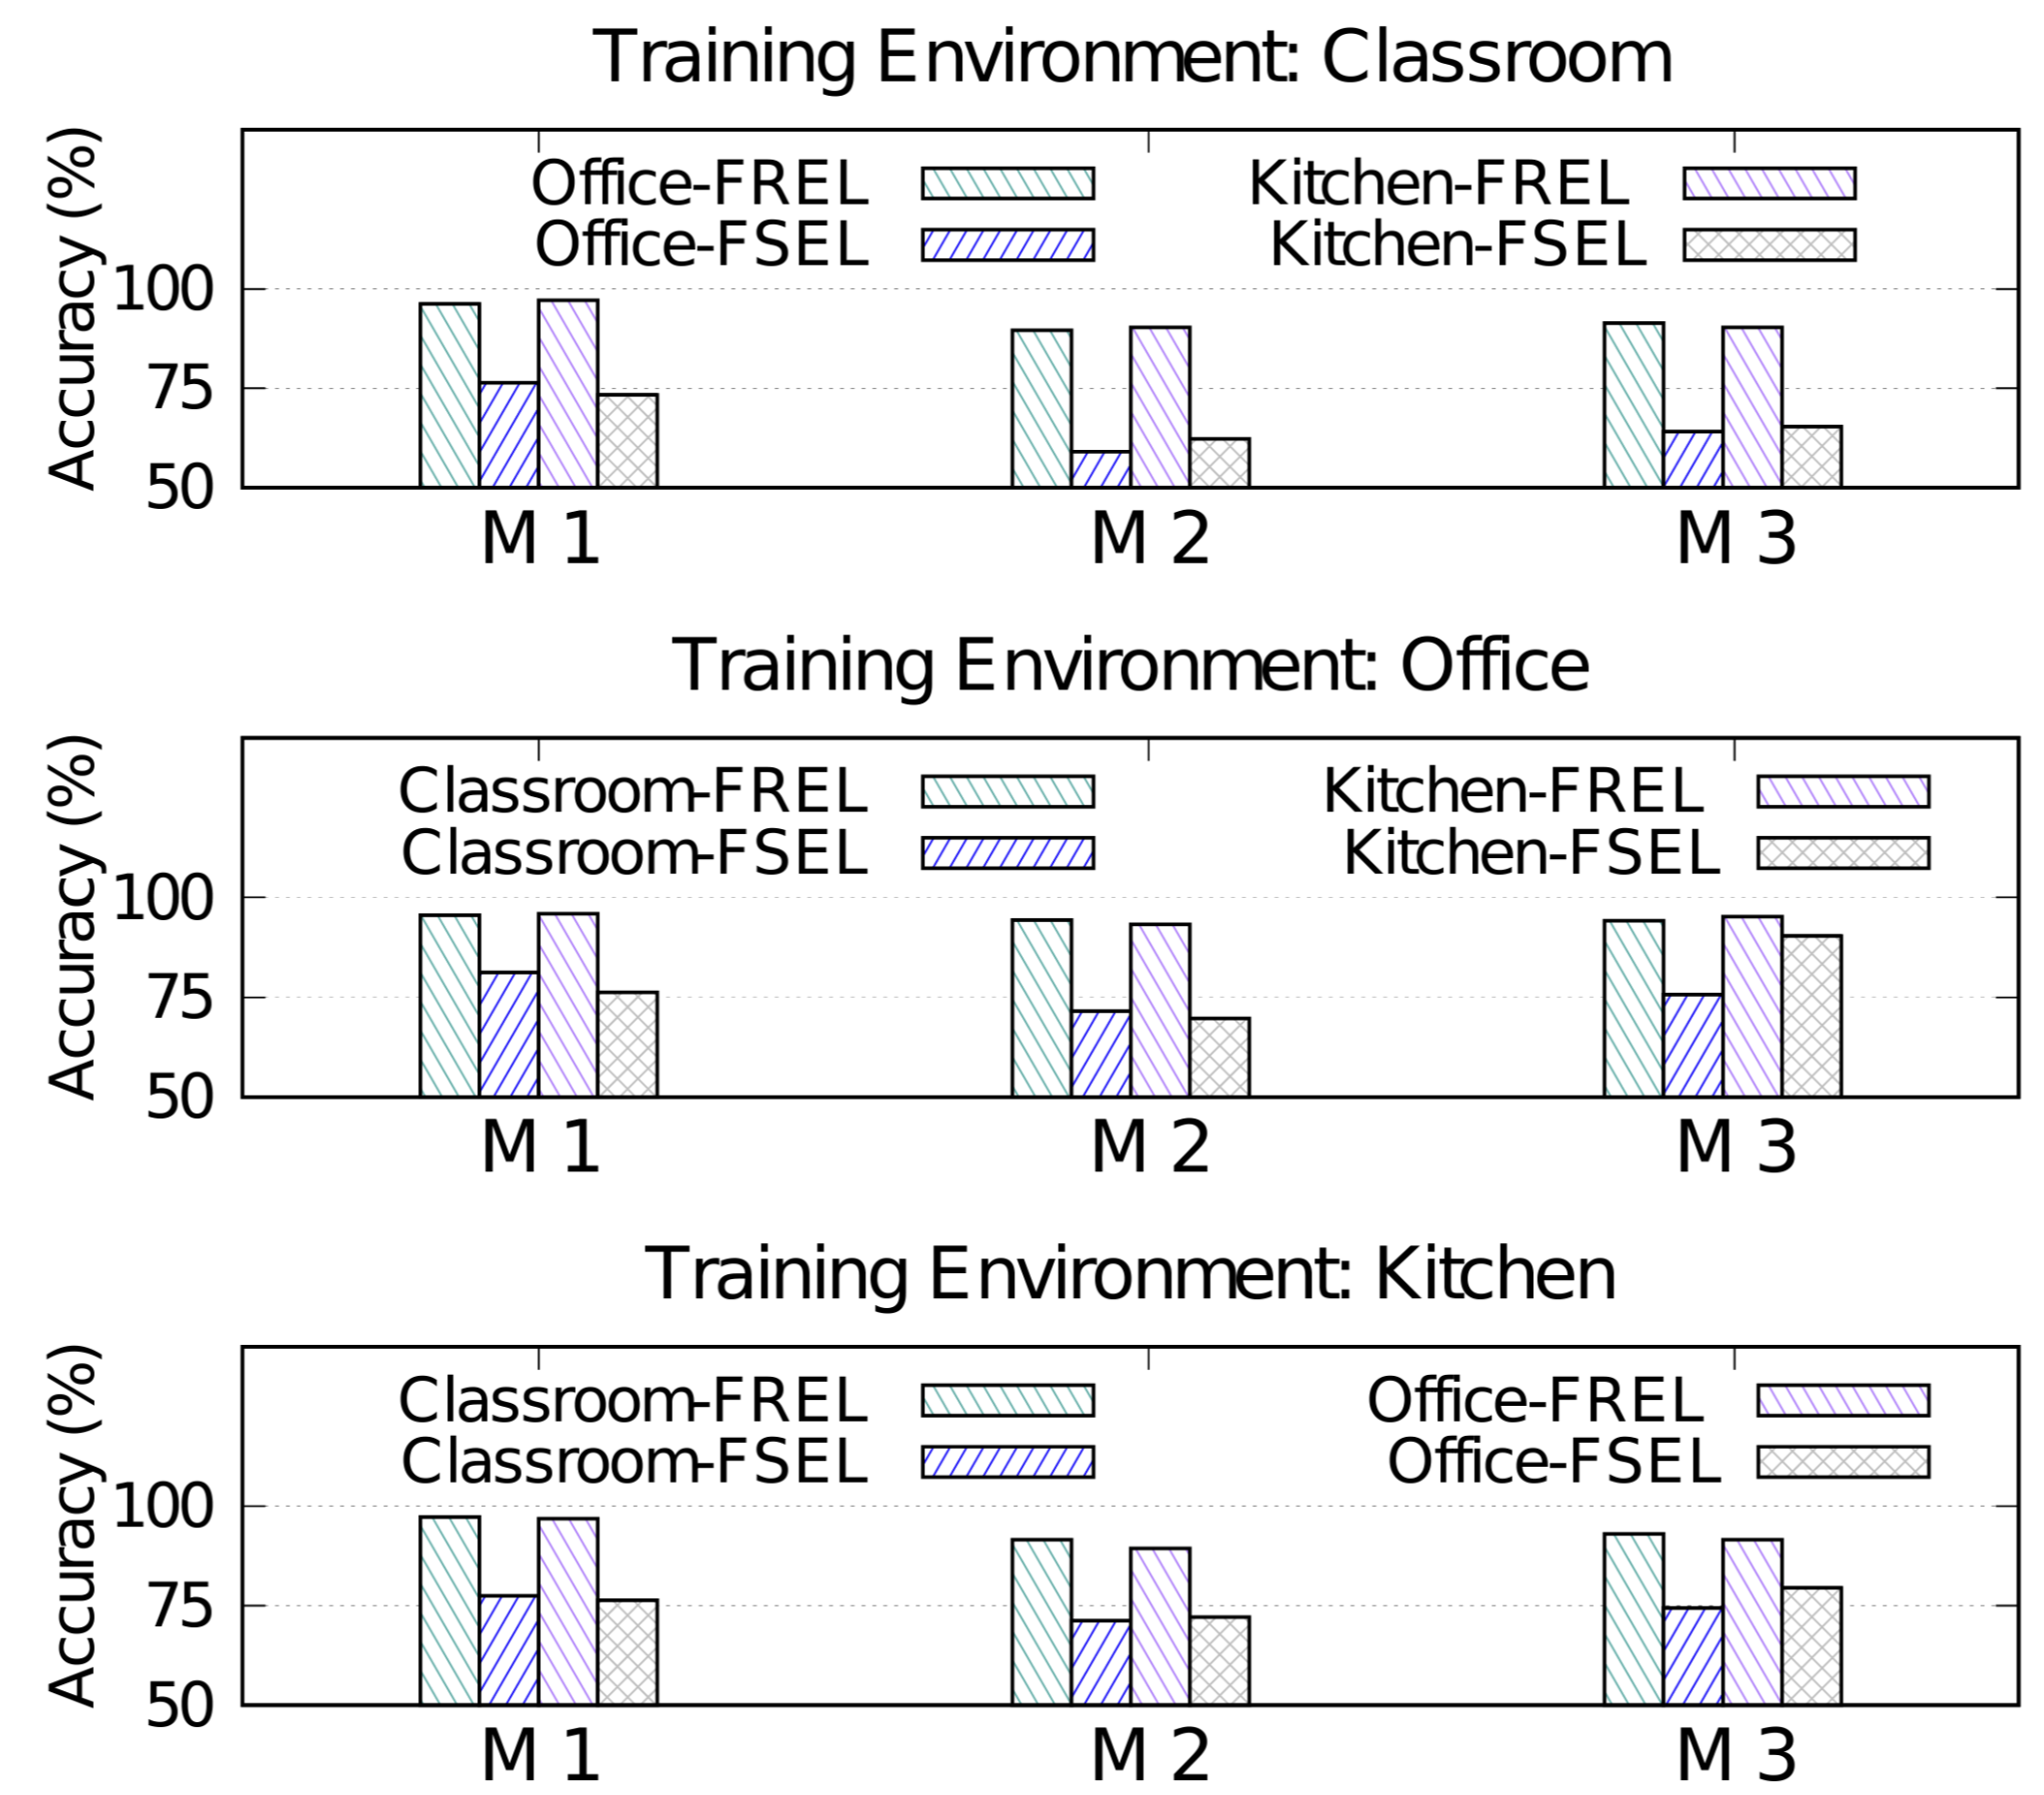 Training Environment: Classroom
Accuracy (%)
Office-FREL
Kitchen-FREL
Office-FSEL
Kitchen-FSEL
100
75
50
M 1
M 2
M 3
Training Environment: Office
Accuracy (%)
Classroom-FREL
Kitchen-FREL
Classroom-FSEL
Kitchen-FSEL
100
75
50
M 1
M 2
M 3
Training Environment: Kitchen
Accuracy (%)
Classroom-FREL
Office-FREL
Classroom-FSEL
Office-FSEL
100
75
50
M 1
M 2
M 3